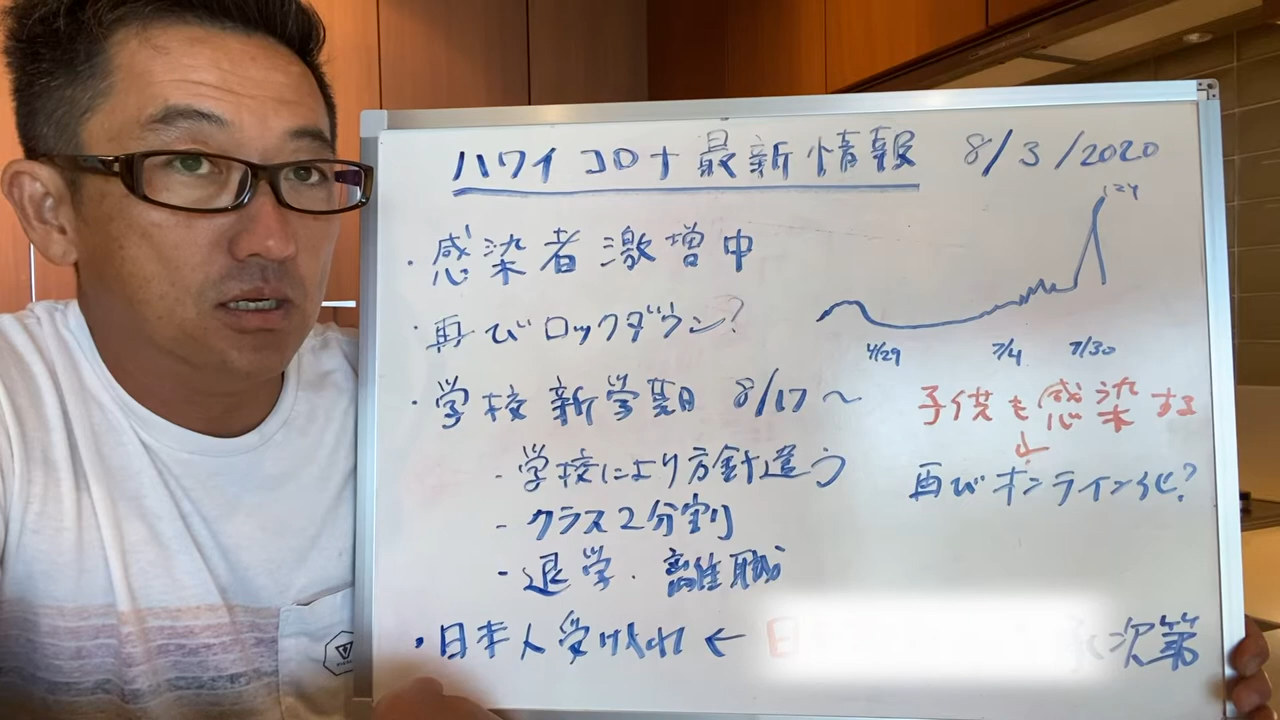 ハワイコロナ最新情報 8/3/2020
・感染者激増中
124
・再びロックダウン?
4/29 7/4 7/30
・学校新学期 8/17~
子供も感染する
↓
- 学校により方針違う
再びオンライン化?
- クラス2分割
- 退学・離職
・日本人受け入れ ← 日 次第